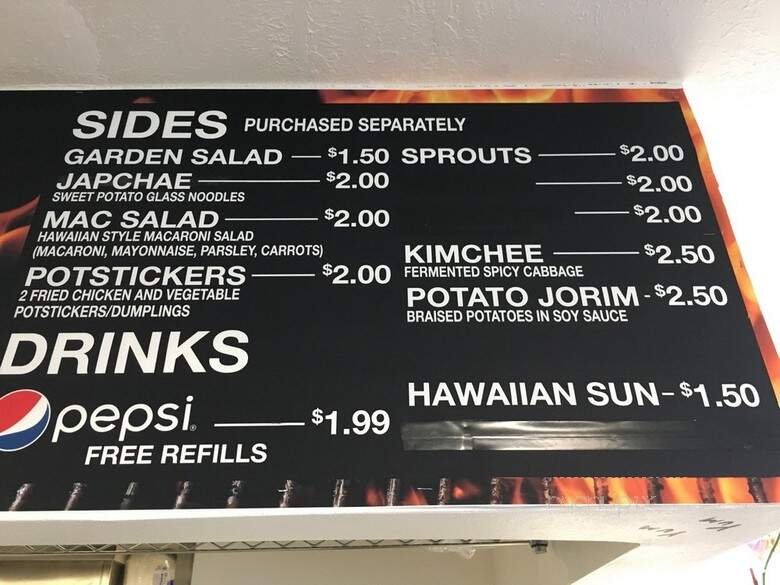 SIDES PURCHASED SEPARATELY
GARDEN SALAD — $1.50
JAPCHAE — $2.00
SWEET POTATO GLASS NOODLES
MAC SALAD — $2.00
HAWAIIAN STYLE MACARONI SALAD
(MACARONI, MAYONNAISE, PARSLEY, CARROTS)
POTSTICKERS — $2.00
2 FRIED CHICKEN AND VEGETABLE
POTSTICKERS/DUMPLINGS
SPROUTS — $2.00
— $2.00
— $2.00
KIMCHEE — $2.50
FERMENTED SPICY CABBAGE
POTATO JORIM - $2.50
BRAISED POTATOES IN SOY SAUCE
DRINKS
pepsi® — $1.99
FREE REFILLS
HAWAIIAN SUN- $1.50